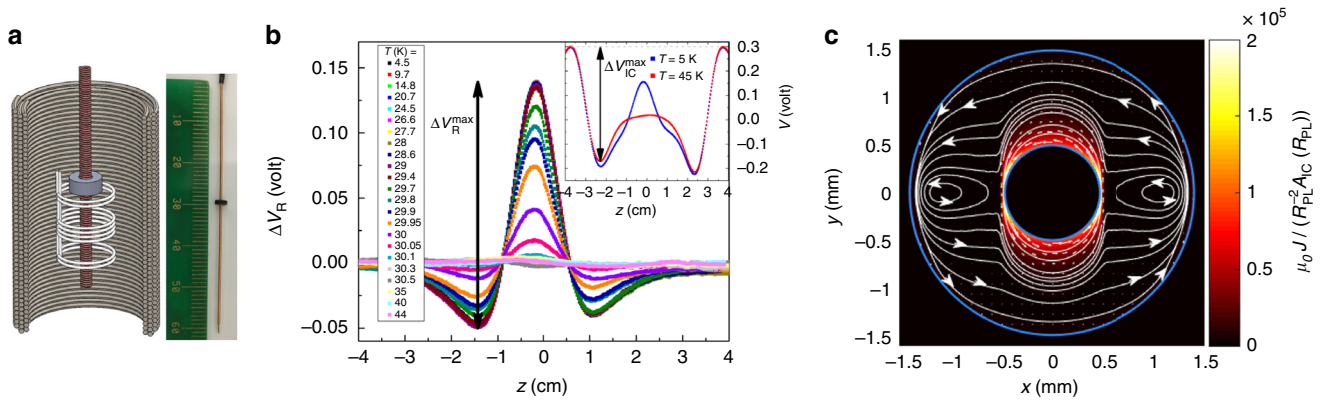 a
10
20
30
40
50
60
b
T (K) =
4.5
9.7
14.8
20.7
24.5
26.6
27.7
28
28.6
29
29.4
29.7
29.8
29.9
29.95
30
30.05
30.1
30.3
30.5
35
40
44
ΔV_R (volt)
0.15
0.10
0.05
0.00
−0.05
ΔV_R^max
−4 −3 −2 −1 0 1 2 3 4
z (cm)
ΔV_IC^max
T = 5 K
T = 45 K
0.3
0.2
0.1
0.0
−0.1
−0.2
V (volt)
−4 −3 −2 −1 0 1 2 3 4
z (cm)
c
1.5
1
0.5
0
−0.5
−1
−1.5
y (mm)
−1.5 −1 −0.5 0 0.5 1 1.5
x (mm)
× 10^5
2
1.5
1
0.5
0
μ_0 J / (R_PL^−2 A_IC (R_PL))